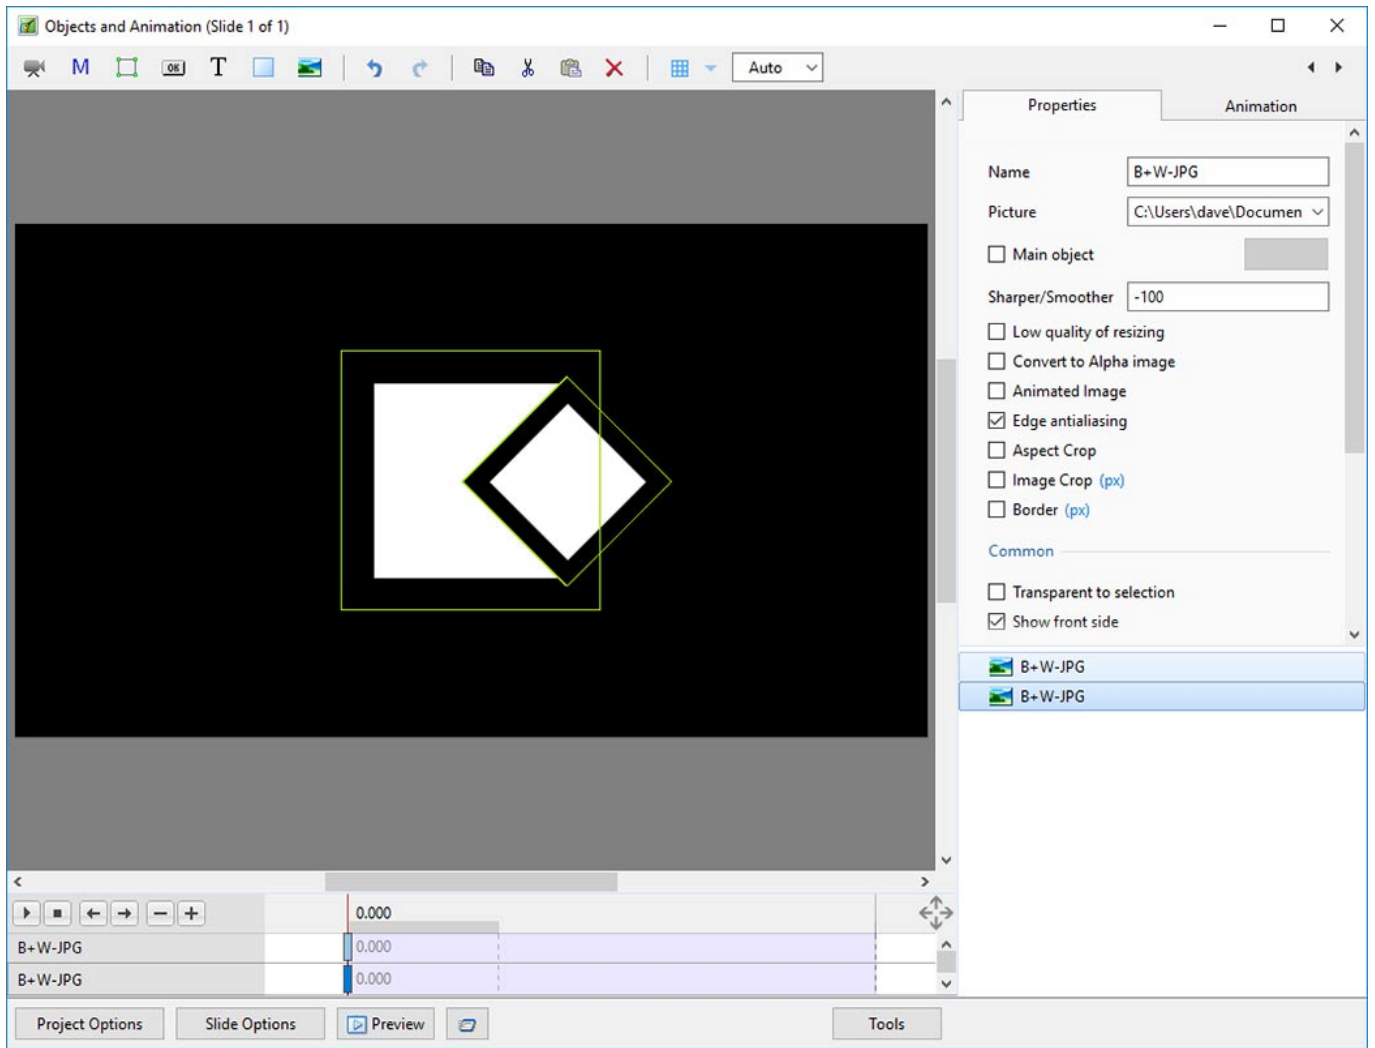 Objects and Animation (Slide 1 of 1)
M OK T Auto
Properties Animation
Name B+W-JPG
Picture C:\Users\dave\Documen
Main object
Sharper/Smoother -100
Low quality of resizing
Convert to Alpha image
Animated Image
Edge antialiasing
Aspect Crop
Image Crop (px)
Border (px)
Common
Transparent to selection
Show front side
B+W-JPG
B+W-JPG
0.000
B+W-JPG 0.000
B+W-JPG 0.000
Project Options Slide Options Preview Tools